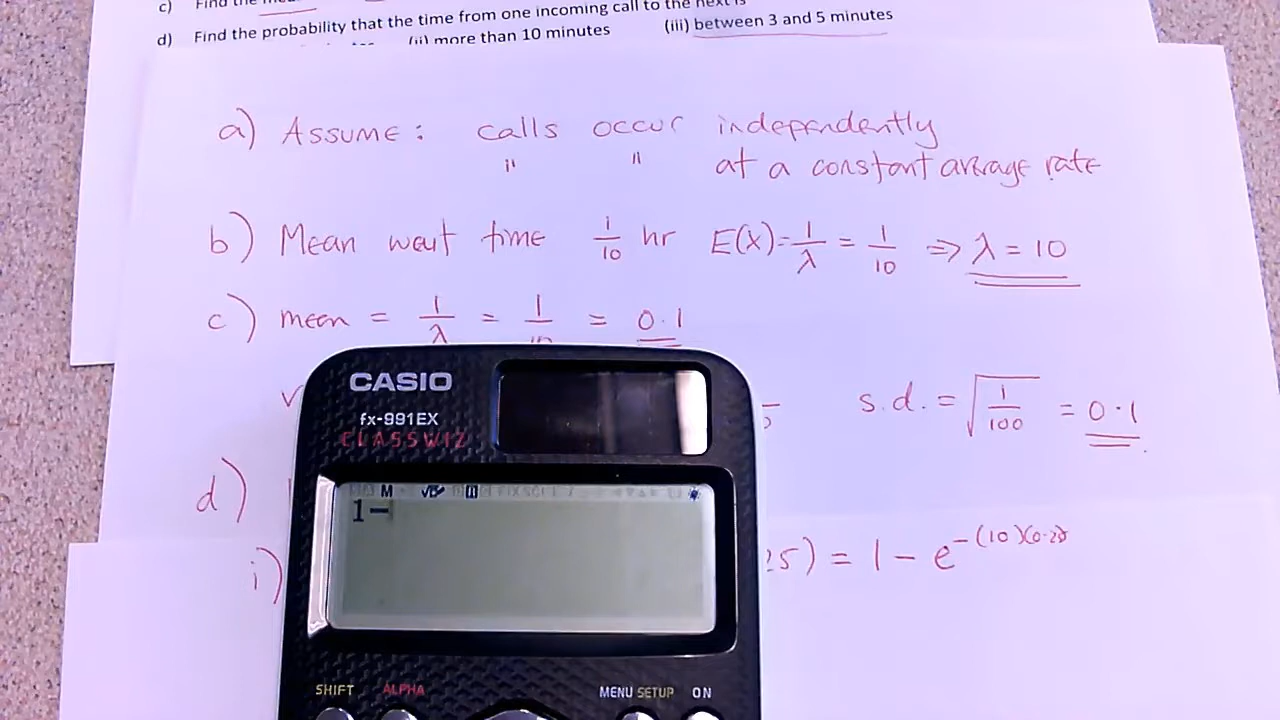 c) Find the
d) Find the probability that the time from one incoming call to the next is
(ii) more than 10 minutes (iii) between 3 and 5 minutes
a) Assume: calls occur independently
" " at a constant average rate
b) Mean wait time 1/10 hr E(X)=1/λ = 1/10 ⇒ λ = 10
c) mean = 1/λ = 1/10 = 0.1
s.d. = √(1/100) = 0.1
d)
i) 25) = 1 - e^-(10)(0.25)
CASIO
fx-991EX
CLASSWIZ
M
1-
SHIFT ALPHA MENU SETUP ON